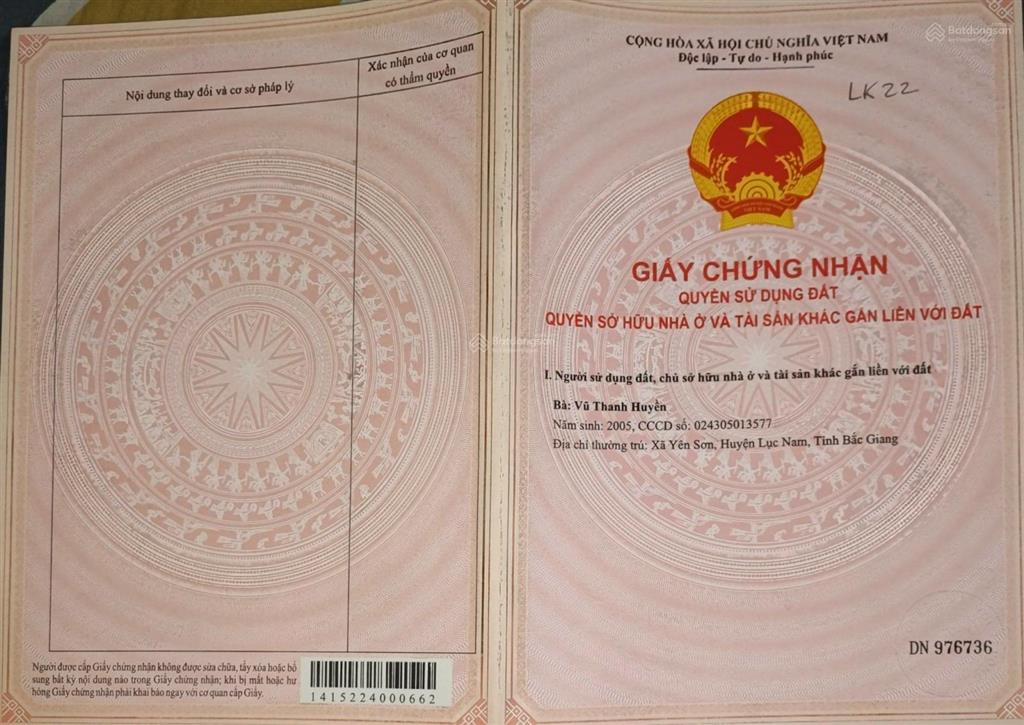 Nội dung thay đổi và cơ sở pháp lý
Xác nhận của cơ quan
có thẩm quyền
Người được cấp Giấy chứng nhận không được sửa chữa, tẩy xóa hoặc bổ
sung bất kỳ nội dung nào trong Giấy chứng nhận; khi bị mất hoặc hư
hỏng Giấy chứng nhận phải khai báo ngay với cơ quan cấp Giấy.
1415224000662
Batdongsan
CỘNG HÒA XÃ HỘI CHỦ NGHĨA VIỆT NAM
Độc lập - Tự do - Hạnh phúc
LK 22
GIẤY CHỨNG NHẬN
QUYỀN SỬ DỤNG ĐẤT
QUYỀN SỞ HỮU NHÀ Ở VÀ TÀI SẢN KHÁC GẮN LIỀN VỚI ĐẤT
I. Người sử dụng đất, chủ sở hữu nhà ở và tài sản khác gắn liền với đất
Bà: Vũ Thanh Huyền
Năm sinh: 2005, CCCD số: 024305013577
Địa chỉ thường trú: Xã Yên Sơn, Huyện Lục Nam, Tỉnh Bắc Giang
DN 976736
Batdongsan